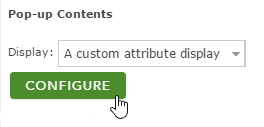 Pop-up Contents
Display: A custom attribute display
CONFIGURE